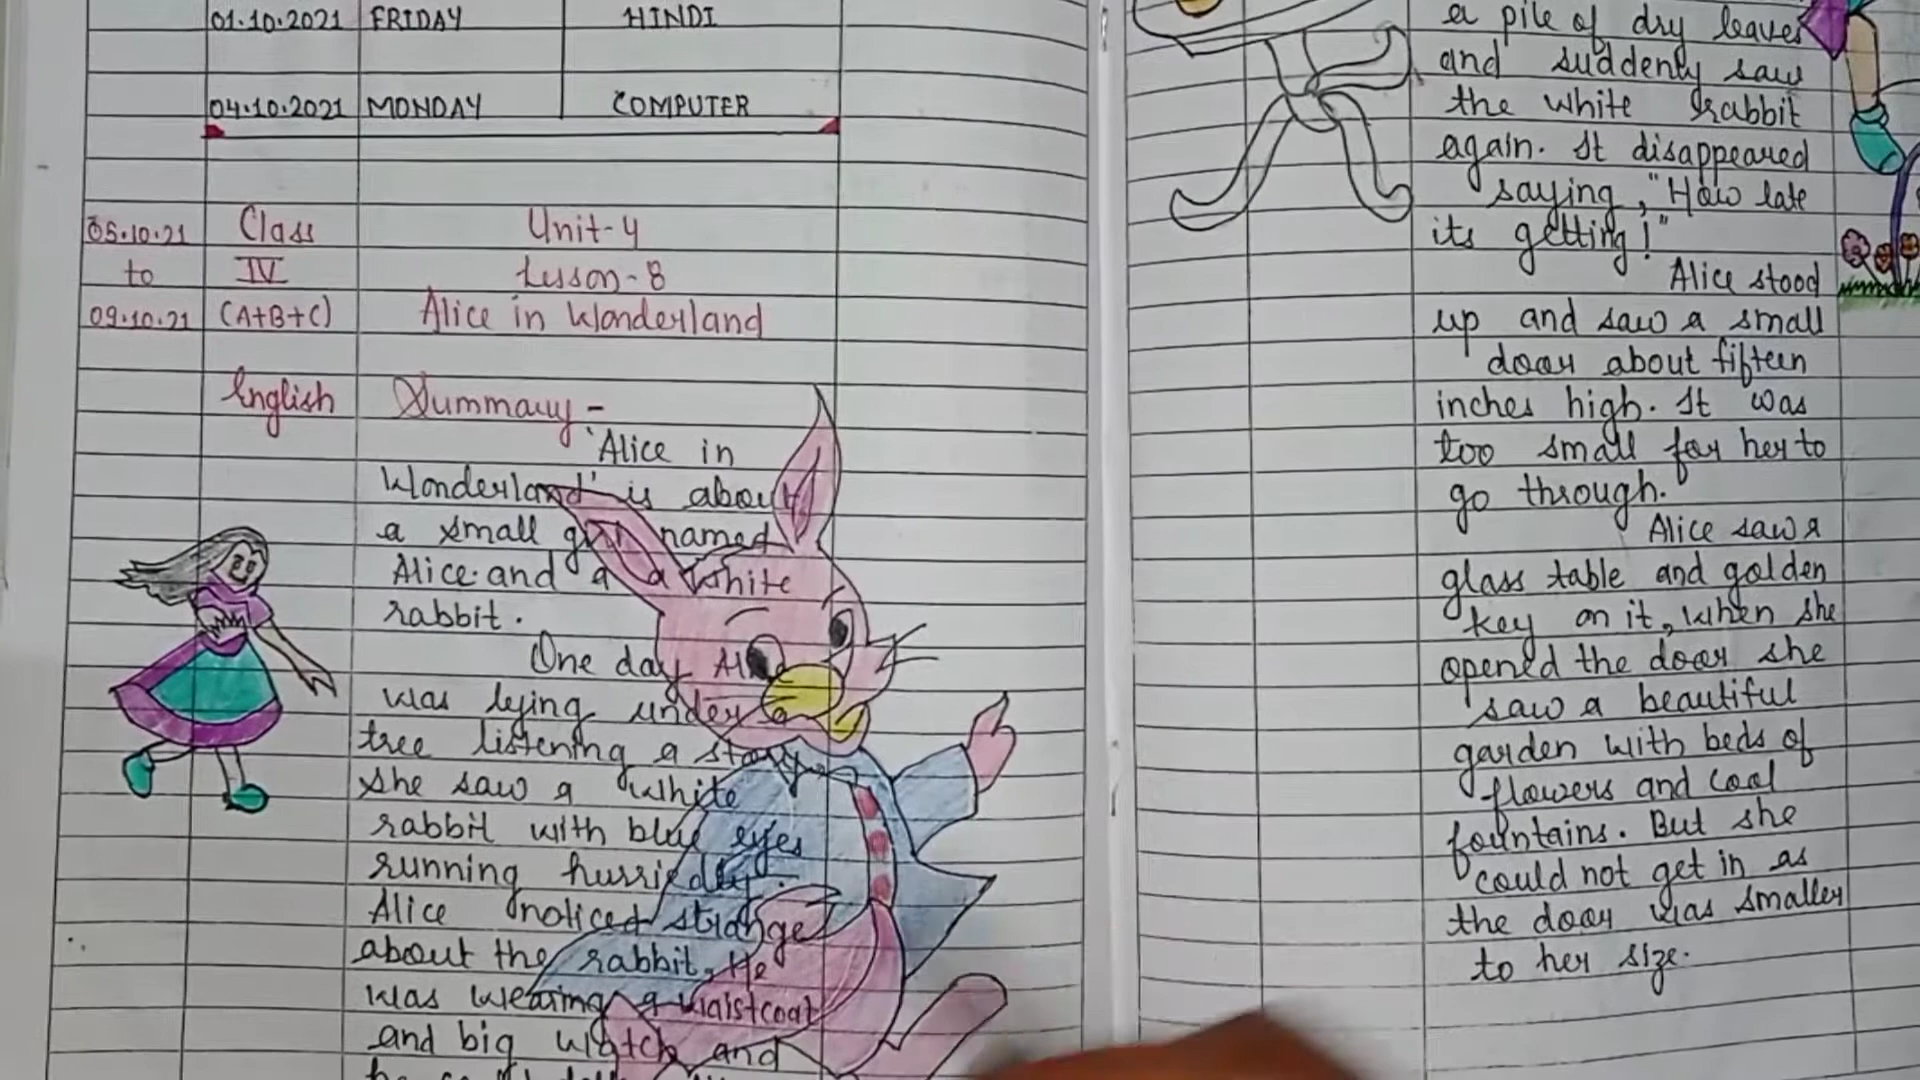 01.10.2021 FRIDAY HINDI
04.10.2021 MONDAY COMPUTER
05.10.21 Class Unit-4
to IV Lesson-8
09.10.21 (A+B+C) Alice in Wonderland
English Summary-
'Alice in
Wonderland' is about
a small girl named
Alice and a a white
rabbit.
One day Alice
was lying under a
tree listening a story
she saw a white
rabbit with blue eyes
running hurriedly.
Alice noticed strange
about the rabbit. He
was wearing a waistcoat
and big watch and
a pile of dry leaves
and suddenly saw
the white rabbit
again. It disappeared
saying, "How late
its getting!"
Alice stood
up and saw a small
door about fifteen
inches high. It was
too small for her to
go through.
Alice saw a
glass table and golden
key on it, when she
opened the door she
saw a beautiful
garden with beds of
flowers and cool
fountains. But she
could not get in as
the door was smaller
to her size.